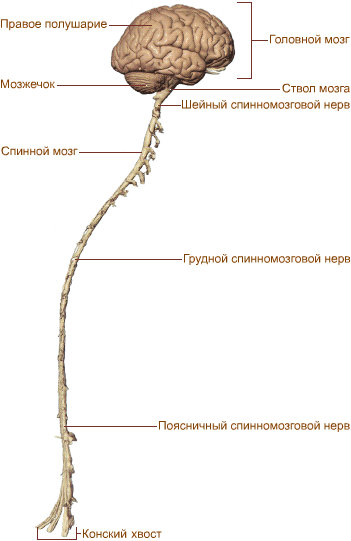 Правое полушарие
Головной мозг
Мозжечок
Ствол мозга
Шейный спинномозговой нерв
Спинной мозг
Грудной спинномозговой нерв
Поясничный спинномозговой нерв
Конский хвост